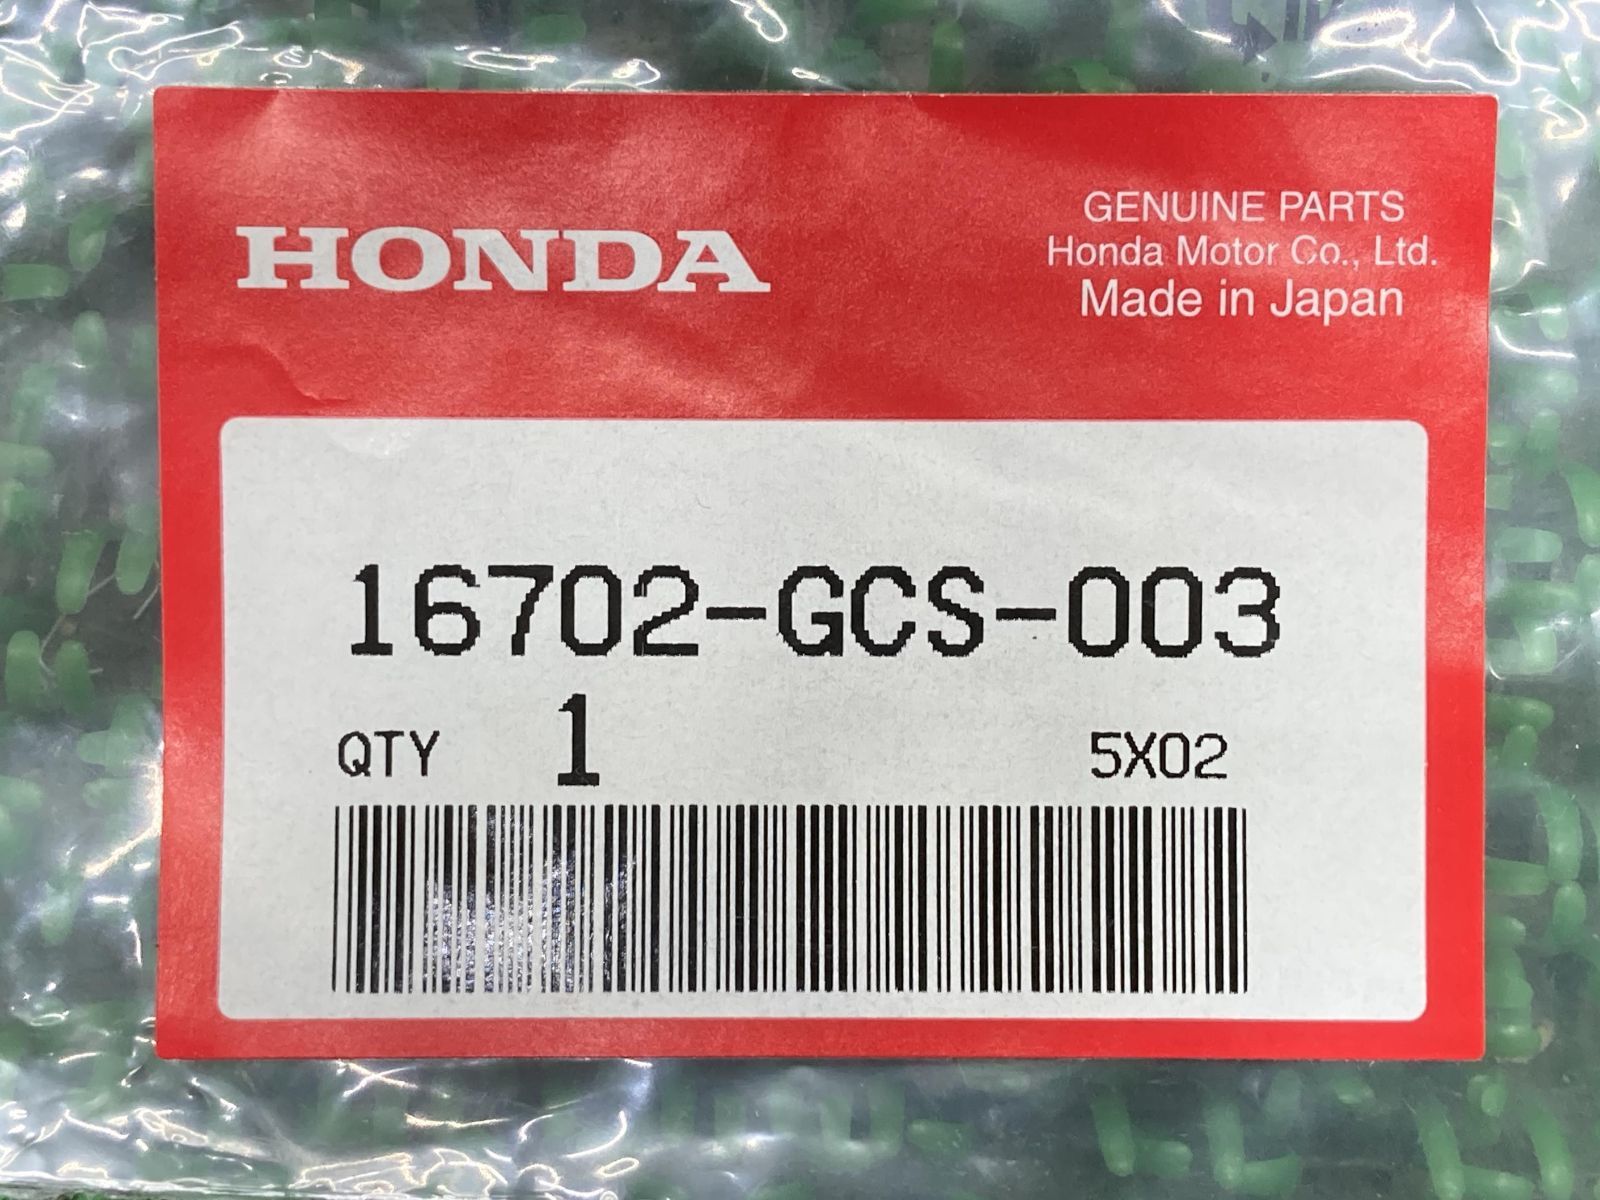 HONDA
GENUINE PARTS
Honda Motor Co., Ltd.
Made in Japan
16702-GCS-003
QTY 1 5X02